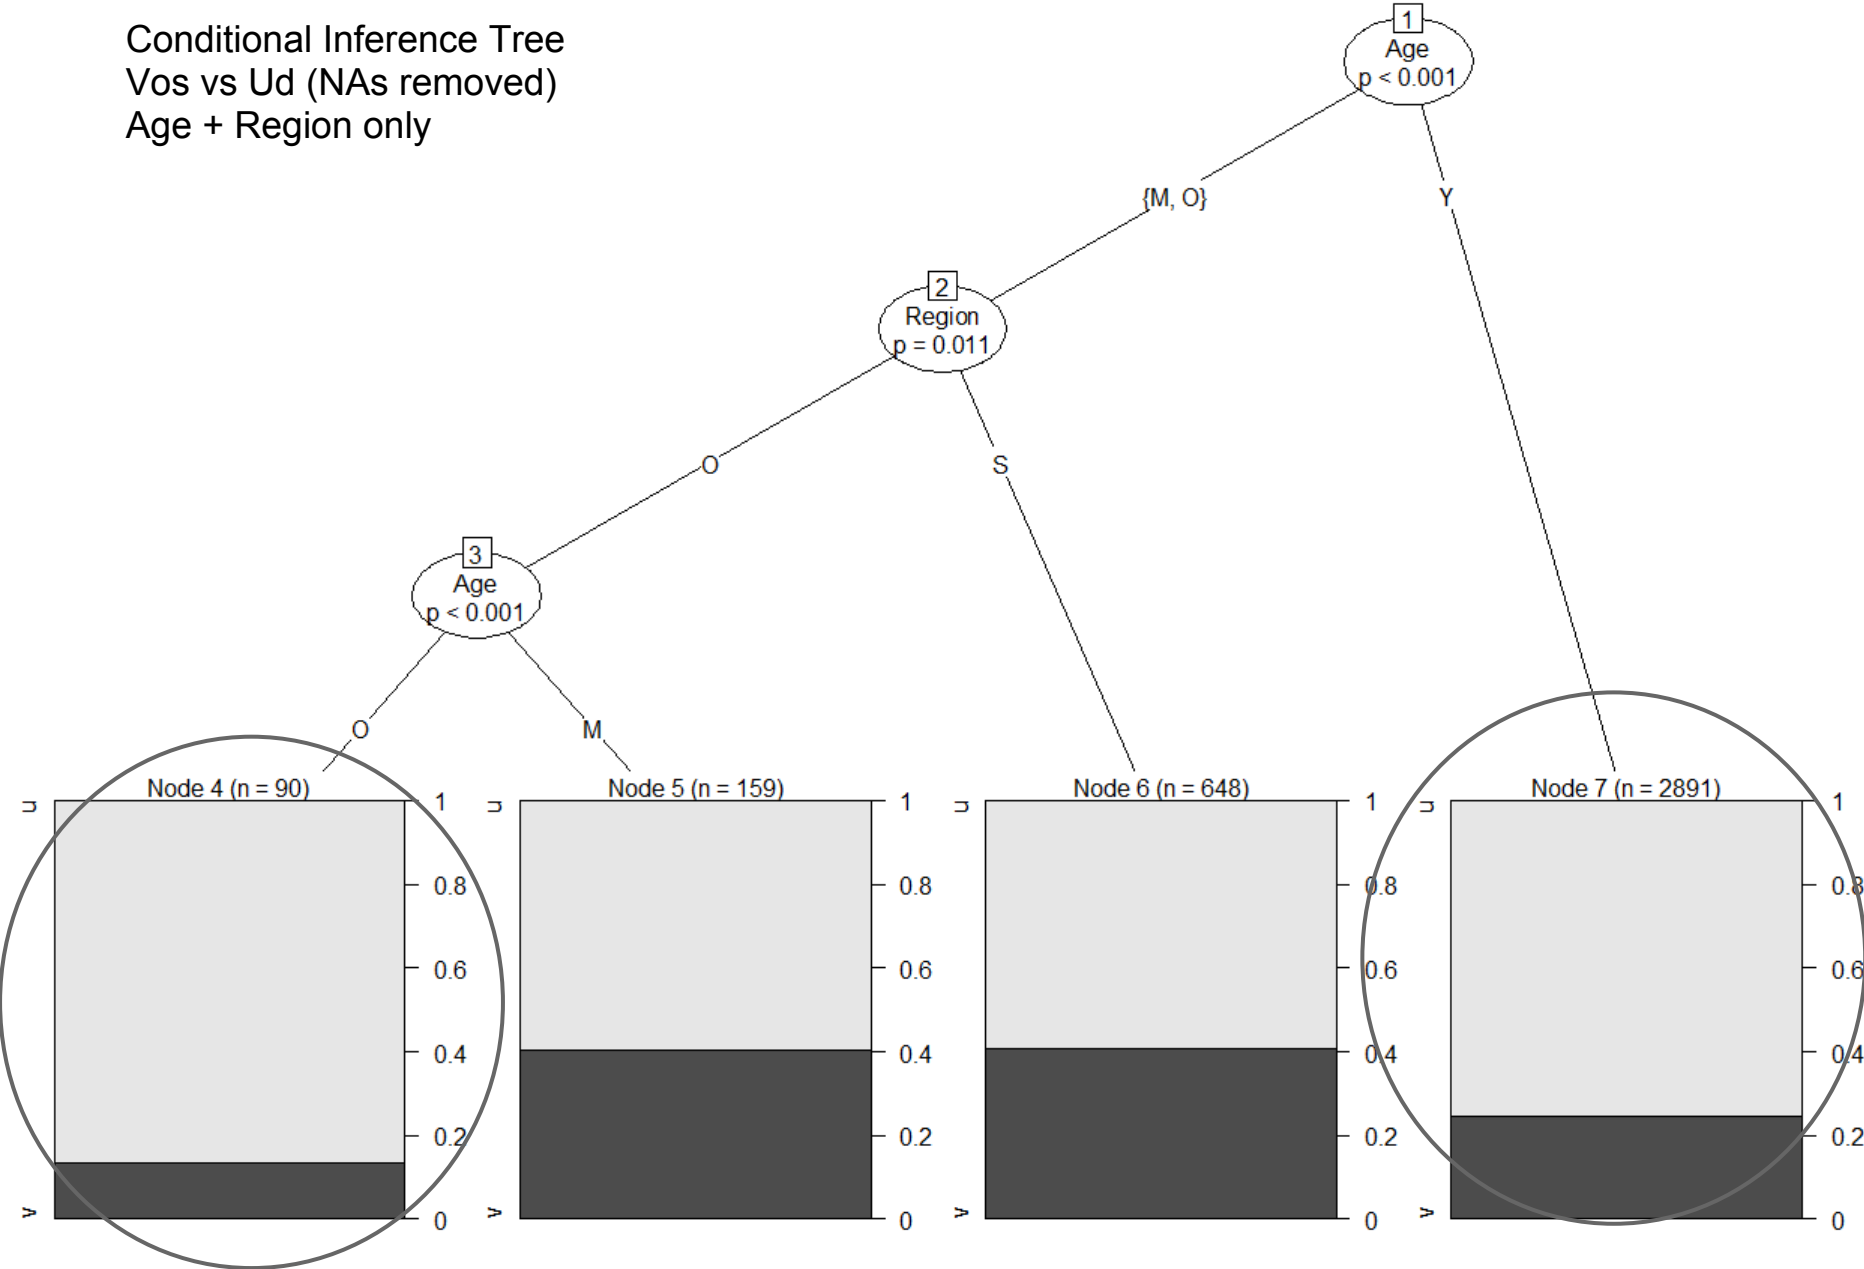 Conditional Inference Tree
Vos vs Ud (NAs removed)
Age + Region only
1
Age
p < 0.001
{M, O}
Y
2
Region
p = 0.011
O
S
3
Age
p < 0.001
O
M
Node 4 (n = 90)
u
v
1
0.8
0.6
0.4
0.2
0
Node 5 (n = 159)
u
v
1
0.8
0.6
0.4
0.2
0
Node 6 (n = 648)
u
v
1
0.8
0.6
0.4
0.2
0
Node 7 (n = 2891)
u
v
1
0.8
0.6
0.4
0.2
0